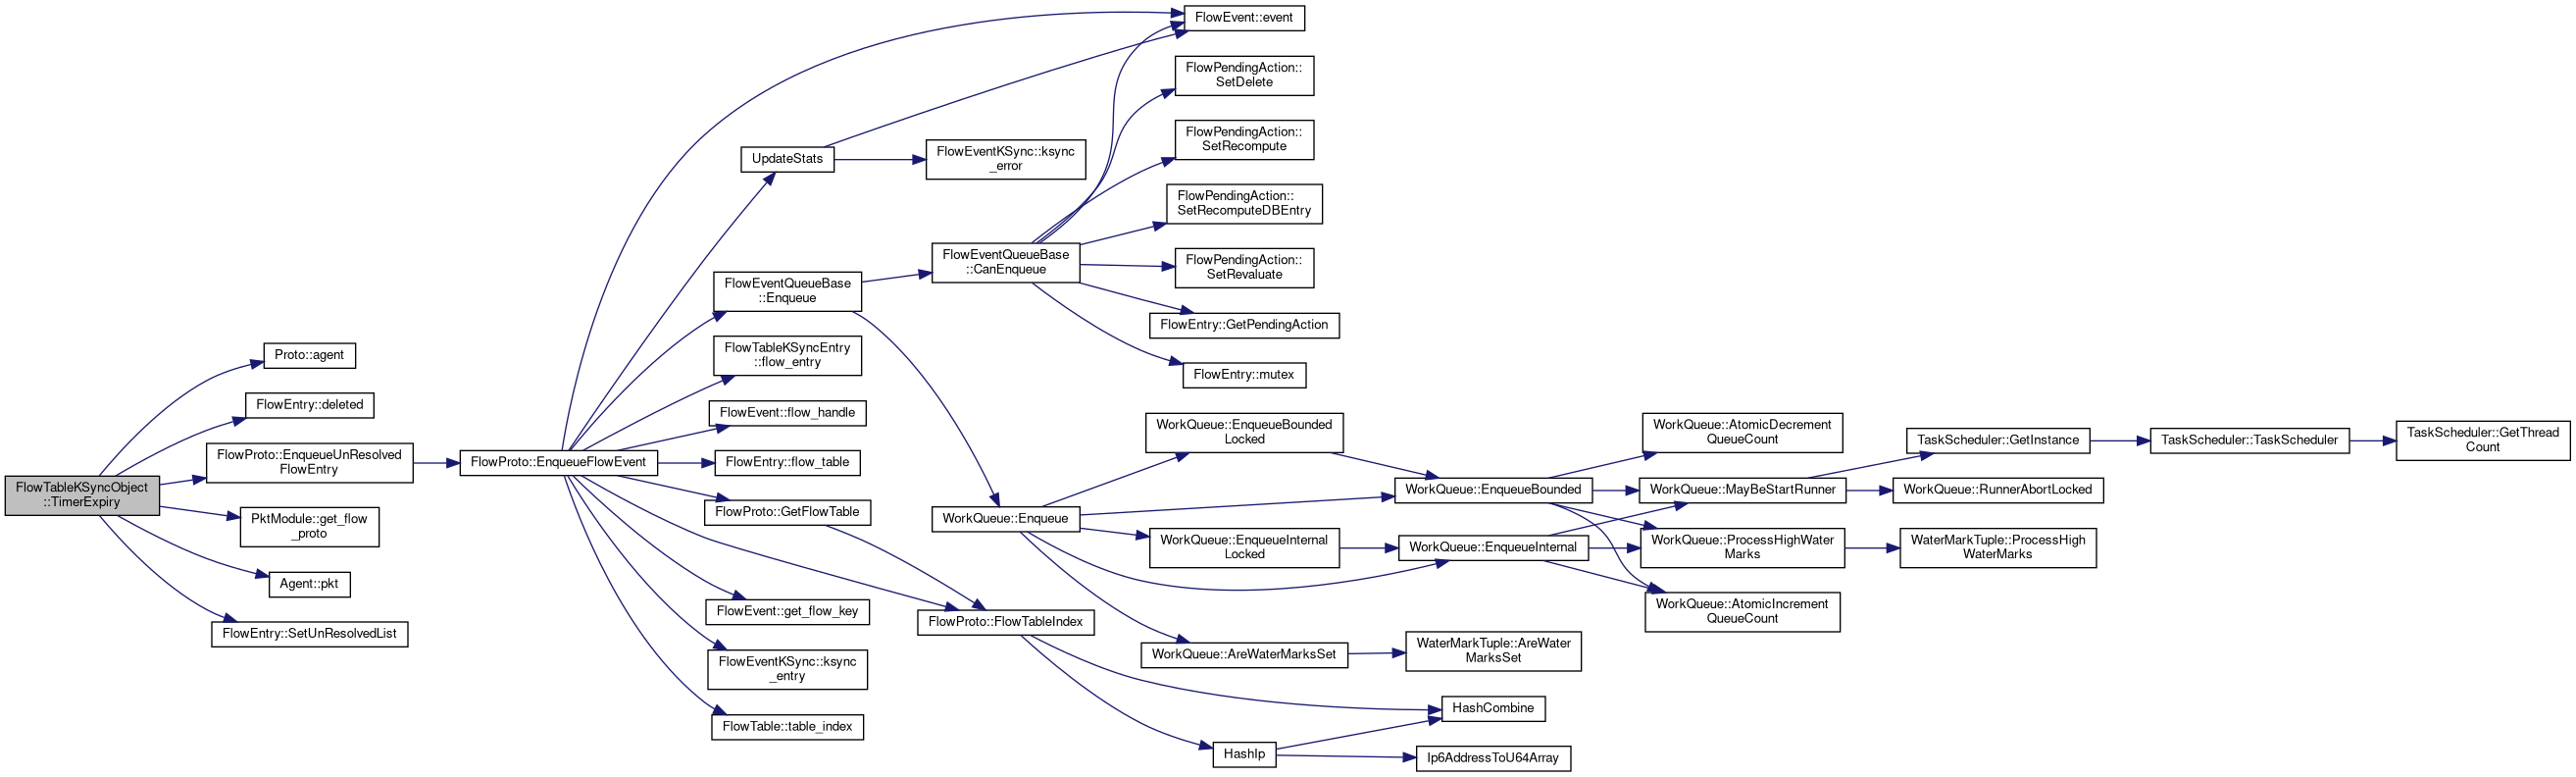 FlowTableKSyncObject
::TimerExpiry
Proto::agent
FlowEntry::deleted
FlowProto::EnqueueUnResolved
FlowEntry
PktModule::get_flow
_proto
Agent::pkt
FlowEntry::SetUnResolvedList
FlowProto::EnqueueFlowEvent
UpdateStats
FlowEventQueueBase
::Enqueue
FlowTableKSyncEntry
::flow_entry
FlowEvent::flow_handle
FlowEntry::flow_table
FlowProto::GetFlowTable
FlowEvent::get_flow_key
FlowEventKSync::ksync
_entry
FlowTable::table_index
FlowEventKSync::ksync
_error
FlowEventQueueBase
::CanEnqueue
WorkQueue::Enqueue
FlowProto::FlowTableIndex
FlowEvent::event
FlowPendingAction::
SetDelete
FlowPendingAction::
SetRecompute
FlowPendingAction::
SetRecomputeDBEntry
FlowPendingAction::
SetRevaluate
FlowEntry::GetPendingAction
FlowEntry::mutex
WorkQueue::EnqueueBounded
Locked
WorkQueue::EnqueueInternal
Locked
WorkQueue::AreWaterMarksSet
HashIp
WorkQueue::EnqueueBounded
WorkQueue::EnqueueInternal
WaterMarkTuple::AreWater
MarksSet
HashCombine
Ip6AddressToU64Array
WorkQueue::AtomicDecrement
QueueCount
WorkQueue::MayBeStartRunner
WorkQueue::ProcessHighWater
Marks
WorkQueue::AtomicIncrement
QueueCount
TaskScheduler::GetInstance
WorkQueue::RunnerAbortLocked
WaterMarkTuple::ProcessHigh
WaterMarks
TaskScheduler::TaskScheduler
TaskScheduler::GetThread
Count